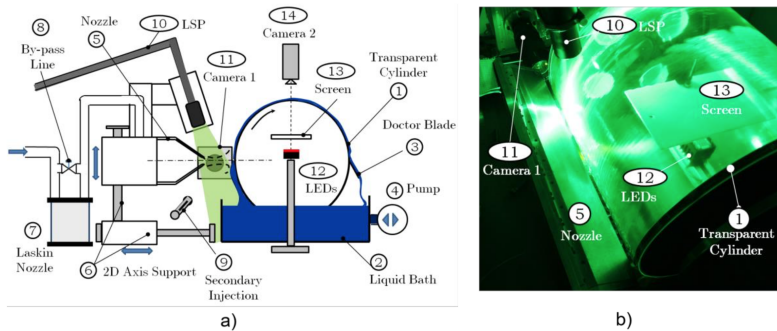 ⑧
By-pass
Line
Nozzle
⑤
⑩ LSP
⑪
Camera 1
⑭
Camera 2
⑬
Screen
Transparent
Cylinder
①
Doctor Blade
③
④ Pump
⑫
LEDs
⑦
Laskin
Nozzle
⑥ 2D Axis Support
⑨
Secondary
Injection
②
Liquid Bath
a)
⑩ LSP
⑪
Camera 1
⑬
Screen
⑫
LEDs
⑤
Nozzle
①
Transparent
Cylinder
b)